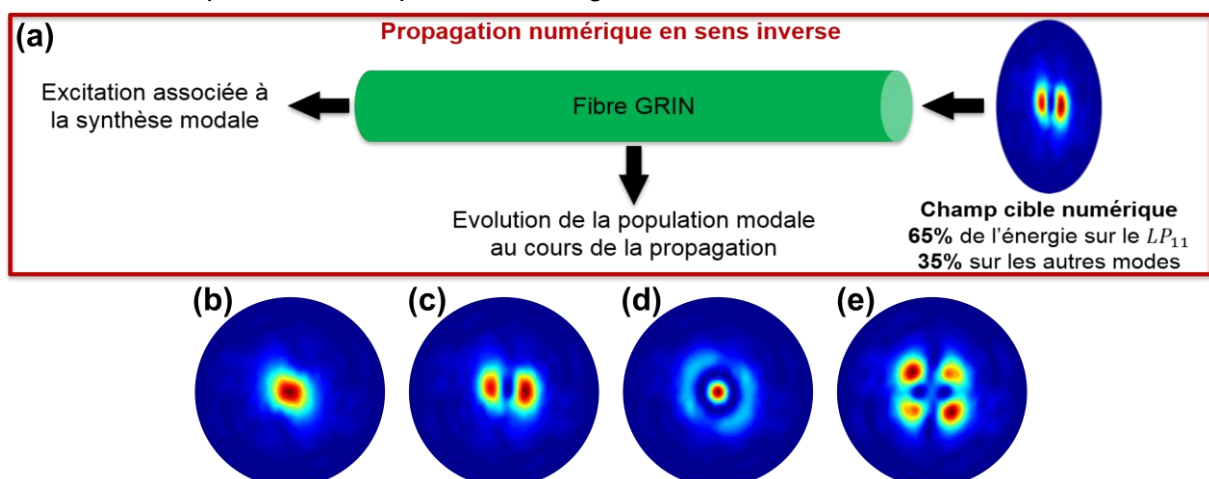 (a)
Propagation numérique en sens inverse
Excitation associée à
la synthèse modale
Fibre GRIN
Evolution de la population modale
au cours de la propagation
Champ cible numérique
65% de l'énergie sur le LP₁₁
35% sur les autres modes
(b) (c) (d) (e)